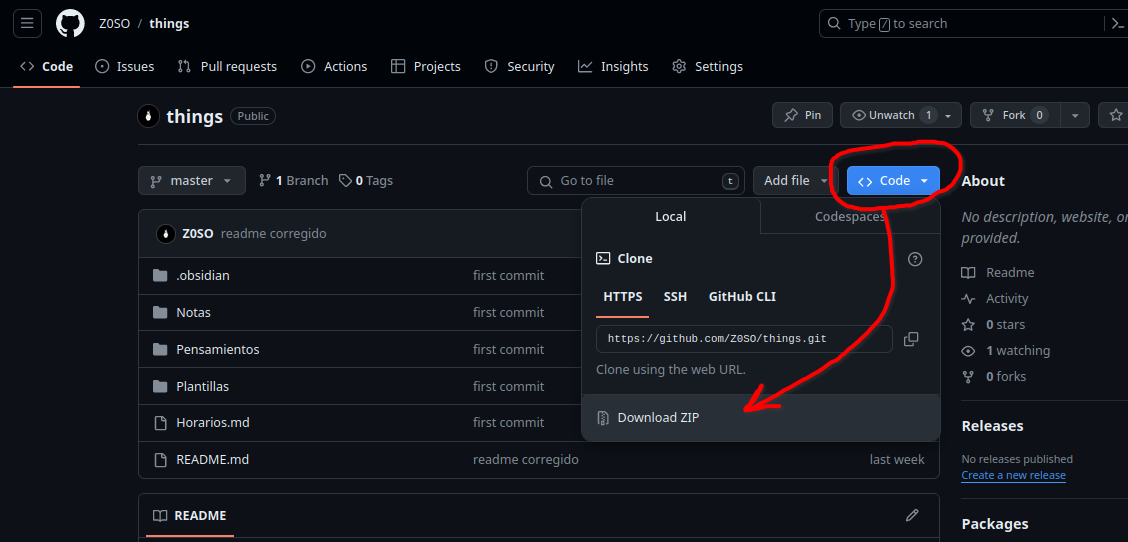 Z0SO / things
Type / to search
Code Issues Pull requests Actions Projects Security Insights Settings
things Public
Pin Unwatch 1 Fork 0
master 1 Branch 0 Tags Go to file t Add file Code
Local Codespaces
Clone
HTTPS SSH GitHub CLI
https://github.com/Z0SO/things.git
Clone using the web URL.
Download ZIP
Z0SO readme corregido
.obsidian first commit
Notas first commit
Pensamientos first commit
Plantillas first commit
Horarios.md first commit
README.md readme corregido last week
README
About
No description, website, or
provided.
Readme
Activity
0 stars
1 watching
0 forks
Releases
No releases published
Create a new release
Packages